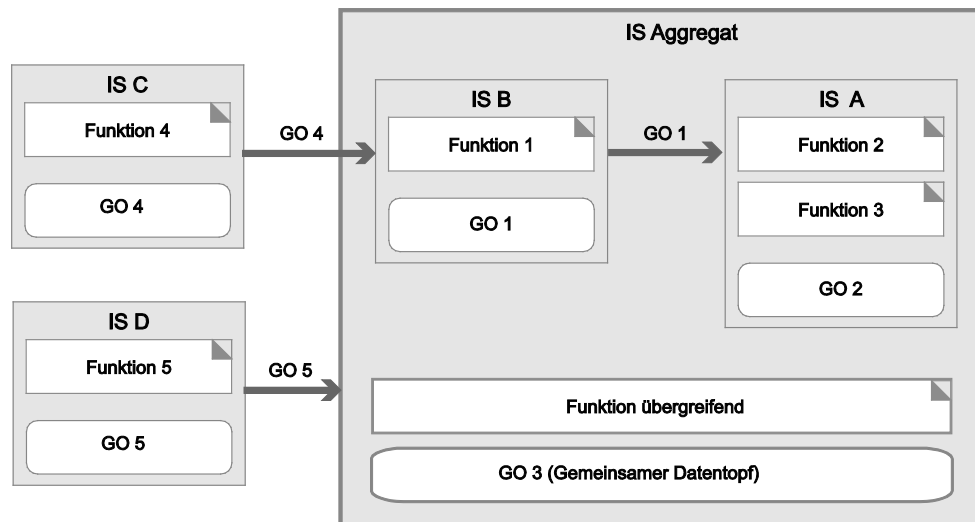 IS Aggregat
IS C
Funktion 4
GO 4
GO 4
IS B
Funktion 1
GO 1
GO 1
IS A
Funktion 2
Funktion 3
GO 2
IS D
Funktion 5
GO 5
GO 5
Funktion übergreifend
GO 3 (Gemeinsamer Datentopf)